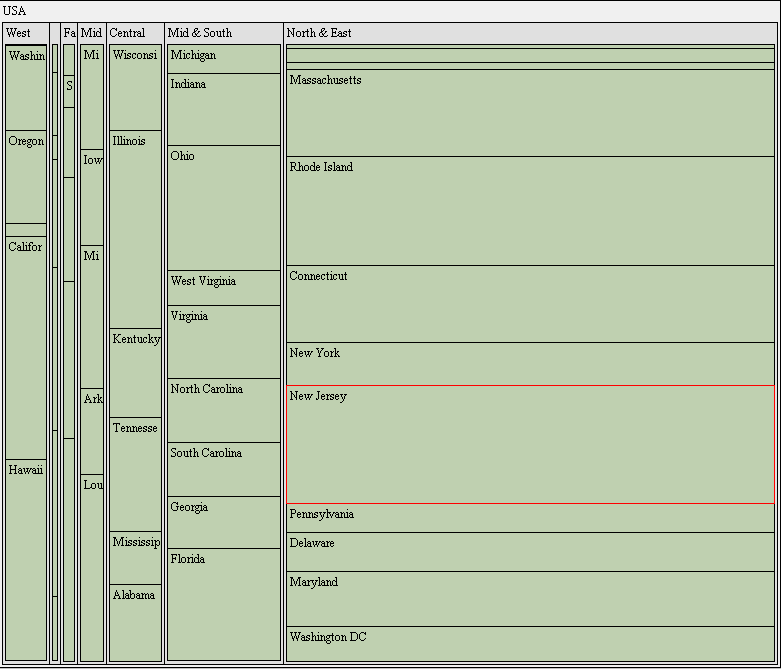 USA
West
Fa
Mid
Central
Mid & South
North & East
Washin
Oregon
Califor
Hawaii
S
Mi
Iow
Mi
Ark
Lou
Wisconsi
Illinois
Kentucky
Tennesse
Mississip
Alabama
Michigan
Indiana
Ohio
West Virginia
Virginia
North Carolina
South Carolina
Georgia
Florida
Massachusetts
Rhode Island
Connecticut
New York
New Jersey
Pennsylvania
Delaware
Maryland
Washington DC